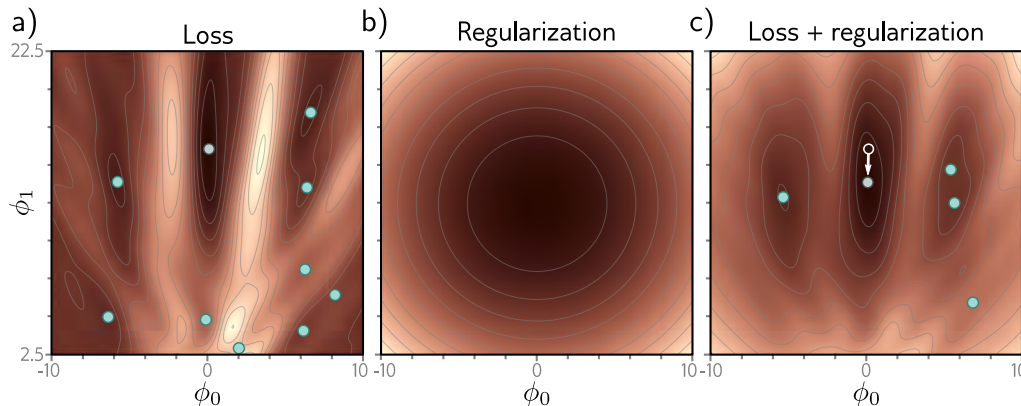 a) Loss
b) Regularization
c) Loss + regularization
22.5
ϕ₁
2.5
-10 0 10
ϕ₀
-10 0 10
ϕ₀
-10 0 10
ϕ₀